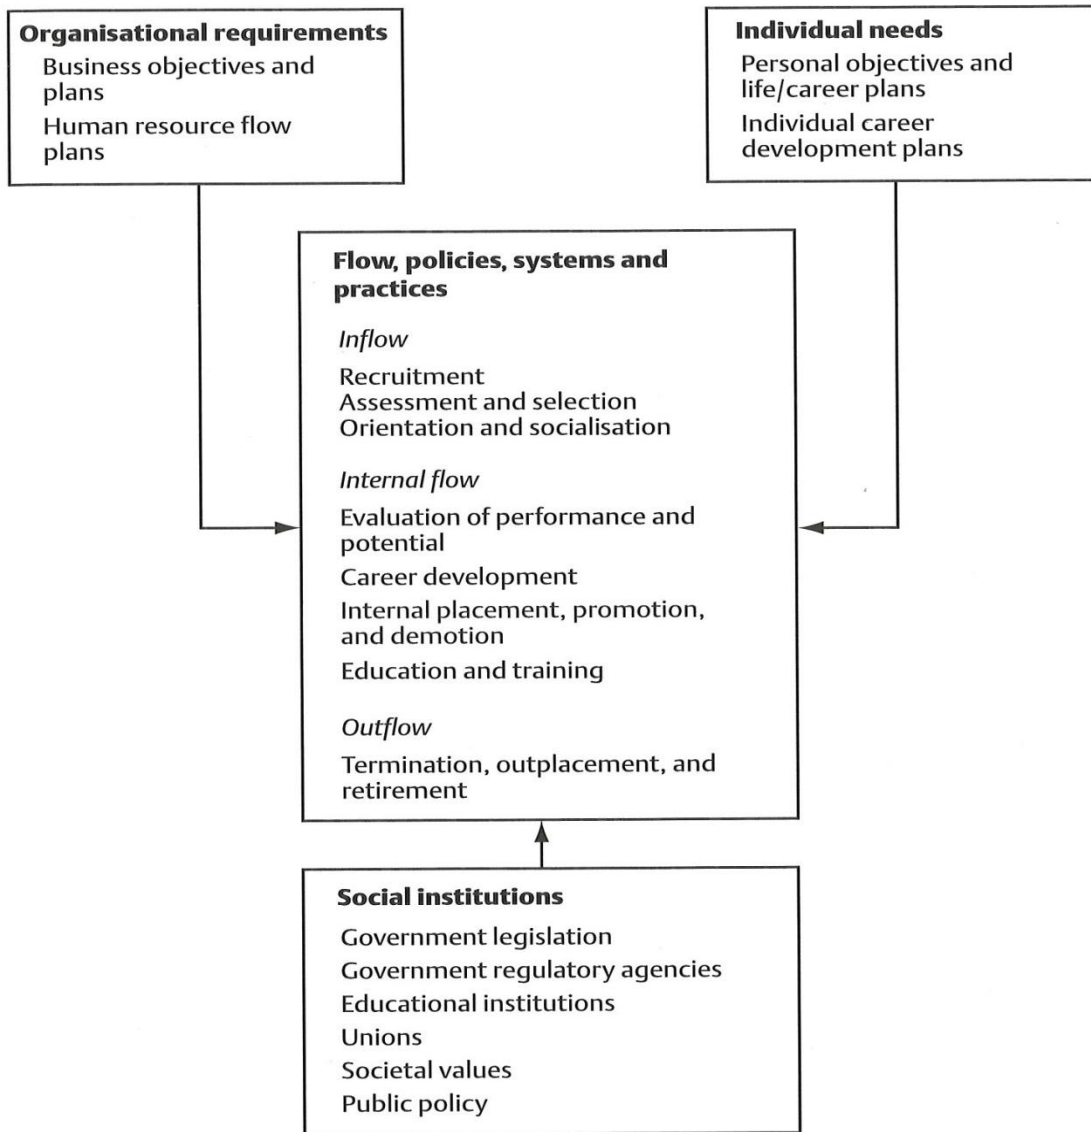 Organisational requirements
Business objectives and
plans
Human resource flow
plans
Individual needs
Personal objectives and
life/career plans
Individual career
development plans
Flow, policies, systems and
practices
Inflow
Recruitment
Assessment and selection
Orientation and socialisation
Internal flow
Evaluation of performance and
potential
Career development
Internal placement, promotion,
and demotion
Education and training
Outflow
Termination, outplacement, and
retirement
Social institutions
Government legislation
Government regulatory agencies
Educational institutions
Unions
Societal values
Public policy